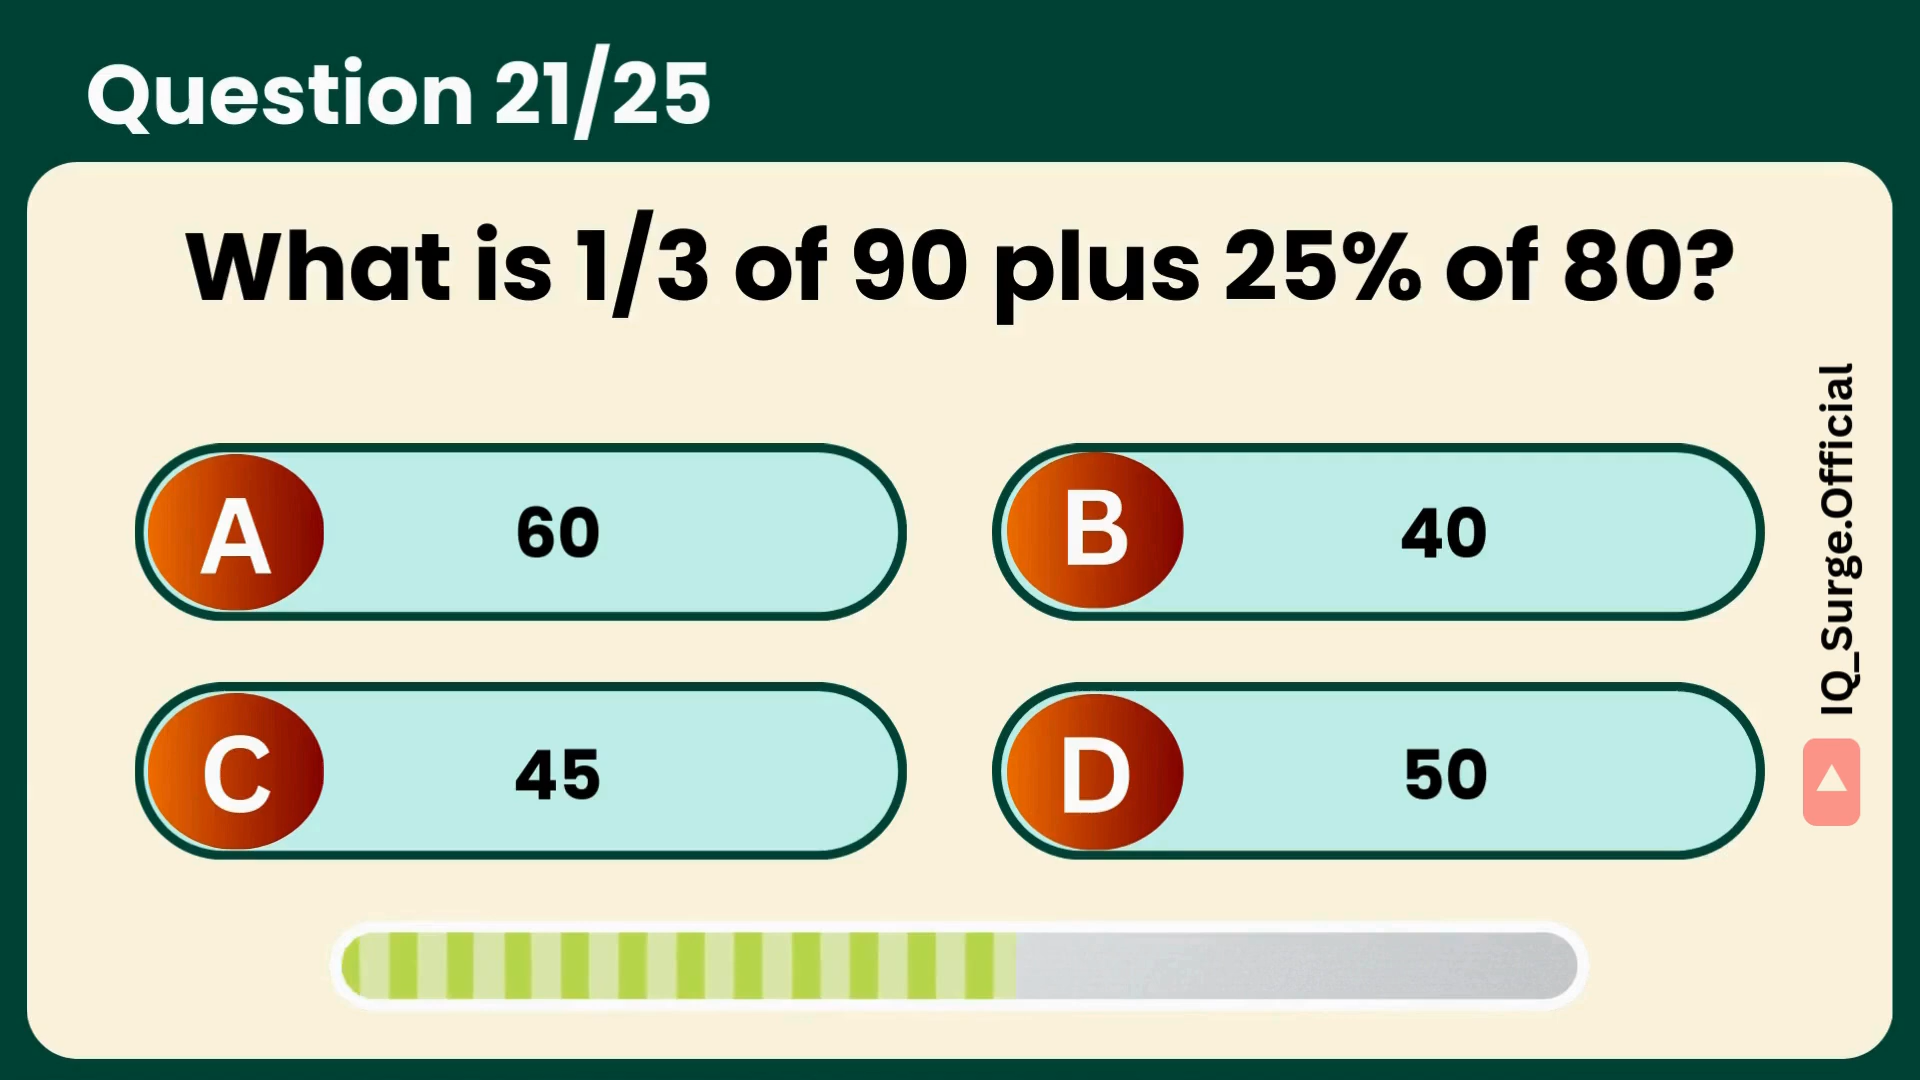 Question 21/25
What is 1/3 of 90 plus 25% of 80?
A 60
B 40
C 45
D 50
IQ_Surge.Official